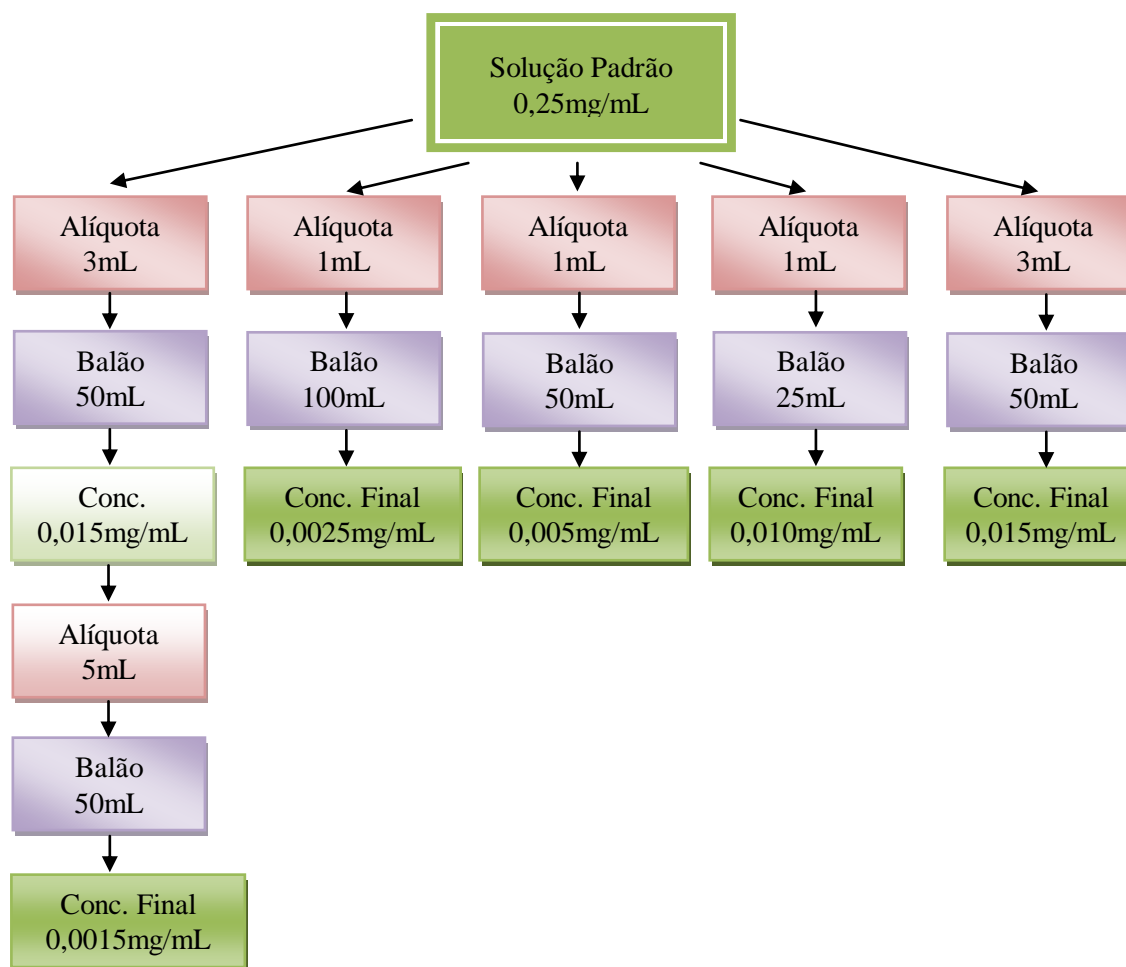 Solução Padrão
0,25mg/mL
Alíquota
3mL
Alíquota
1mL
Alíquota
1mL
Alíquota
1mL
Alíquota
3mL
Balão
50mL
Balão
100mL
Balão
50mL
Balão
25mL
Balão
50mL
Conc.
0,015mg/mL
Conc. Final
0,0025mg/mL
Conc. Final
0,005mg/mL
Conc. Final
0,010mg/mL
Conc. Final
0,015mg/mL
Alíquota
5mL
Balão
50mL
Conc. Final
0,0015mg/mL